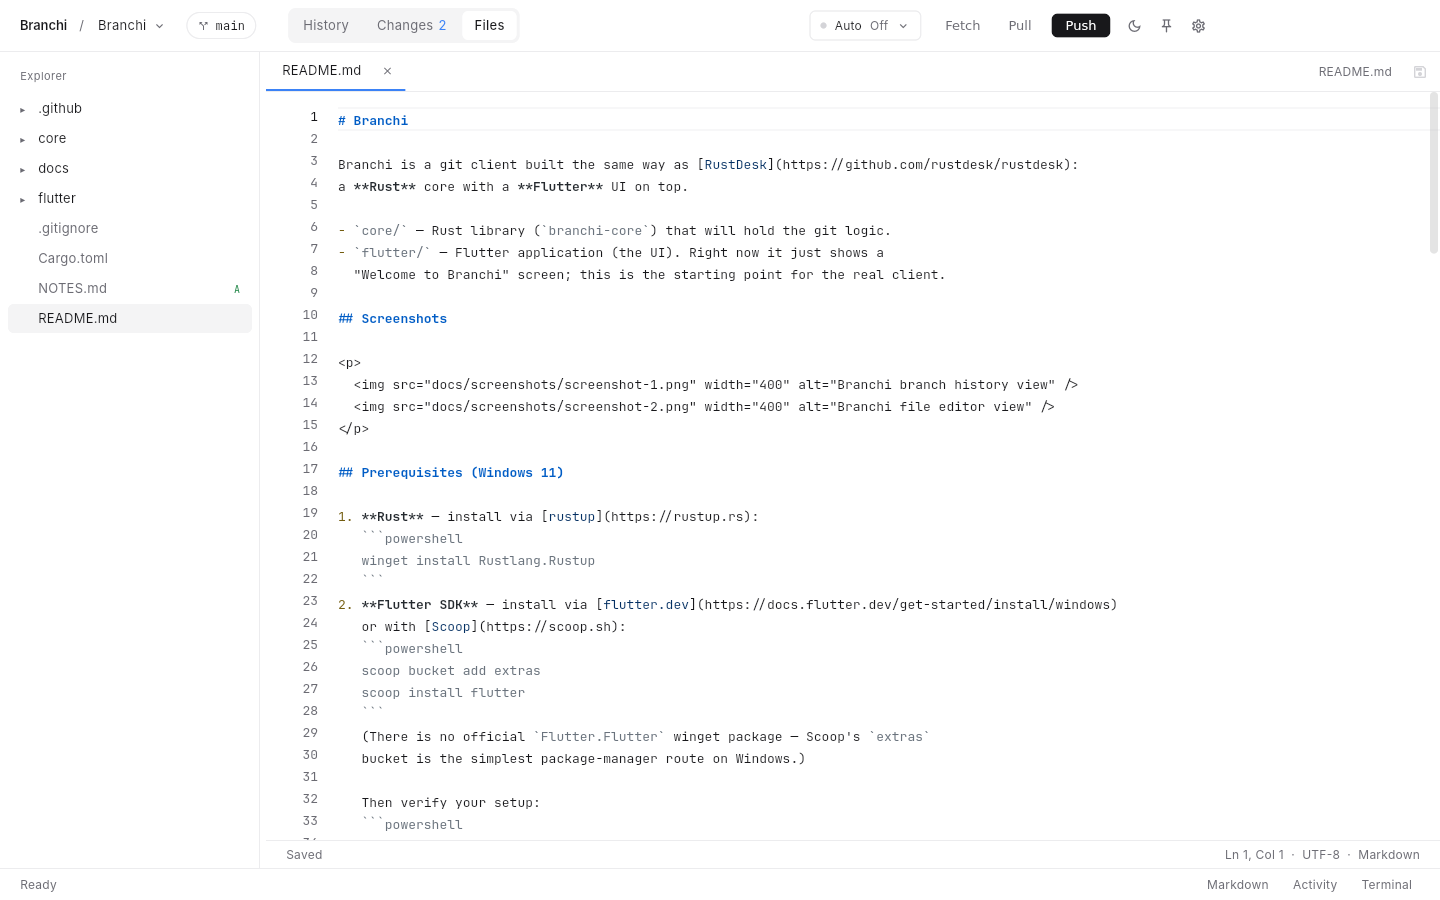 Branchi / Branchi main History Changes 2 Files Auto Off Fetch Pull Push
Explorer
.github
core
docs
flutter
.gitignore
Cargo.toml
NOTES.md A
README.md
README.md × README.md
1 # Branchi
2
3 Branchi is a git client built the same way as [RustDesk](https://github.com/rustdesk/rustdesk):
4 a **Rust** core with a **Flutter** UI on top.
5
6 - `core/` — Rust library (`branchi-core`) that will hold the git logic.
7 - `flutter/` — Flutter application (the UI). Right now it just shows a
8 "Welcome to Branchi" screen; this is the starting point for the real client.
9
10 ## Screenshots
11
12 <p>
13 <img src="docs/screenshots/screenshot-1.png" width="400" alt="Branchi branch history view" />
14 <img src="docs/screenshots/screenshot-2.png" width="400" alt="Branchi file editor view" />
15 </p>
16
17 ## Prerequisites (Windows 11)
18
19 1. **Rust** — install via [rustup](https://rustup.rs):
20 ```powershell
21 winget install Rustlang.Rustup
22 ```
23 2. **Flutter SDK** — install via [flutter.dev](https://docs.flutter.dev/get-started/install/windows)
24 or with [Scoop](https://scoop.sh):
25 ```powershell
26 scoop bucket add extras
27 scoop install flutter
28 ```
29 (There is no official `Flutter.Flutter` winget package — Scoop's `extras`
30 bucket is the simplest package-manager route on Windows.)
31
32 Then verify your setup:
33 ```powershell
Saved Ln 1, Col 1 · UTF-8 · Markdown
Ready Markdown Activity Terminal